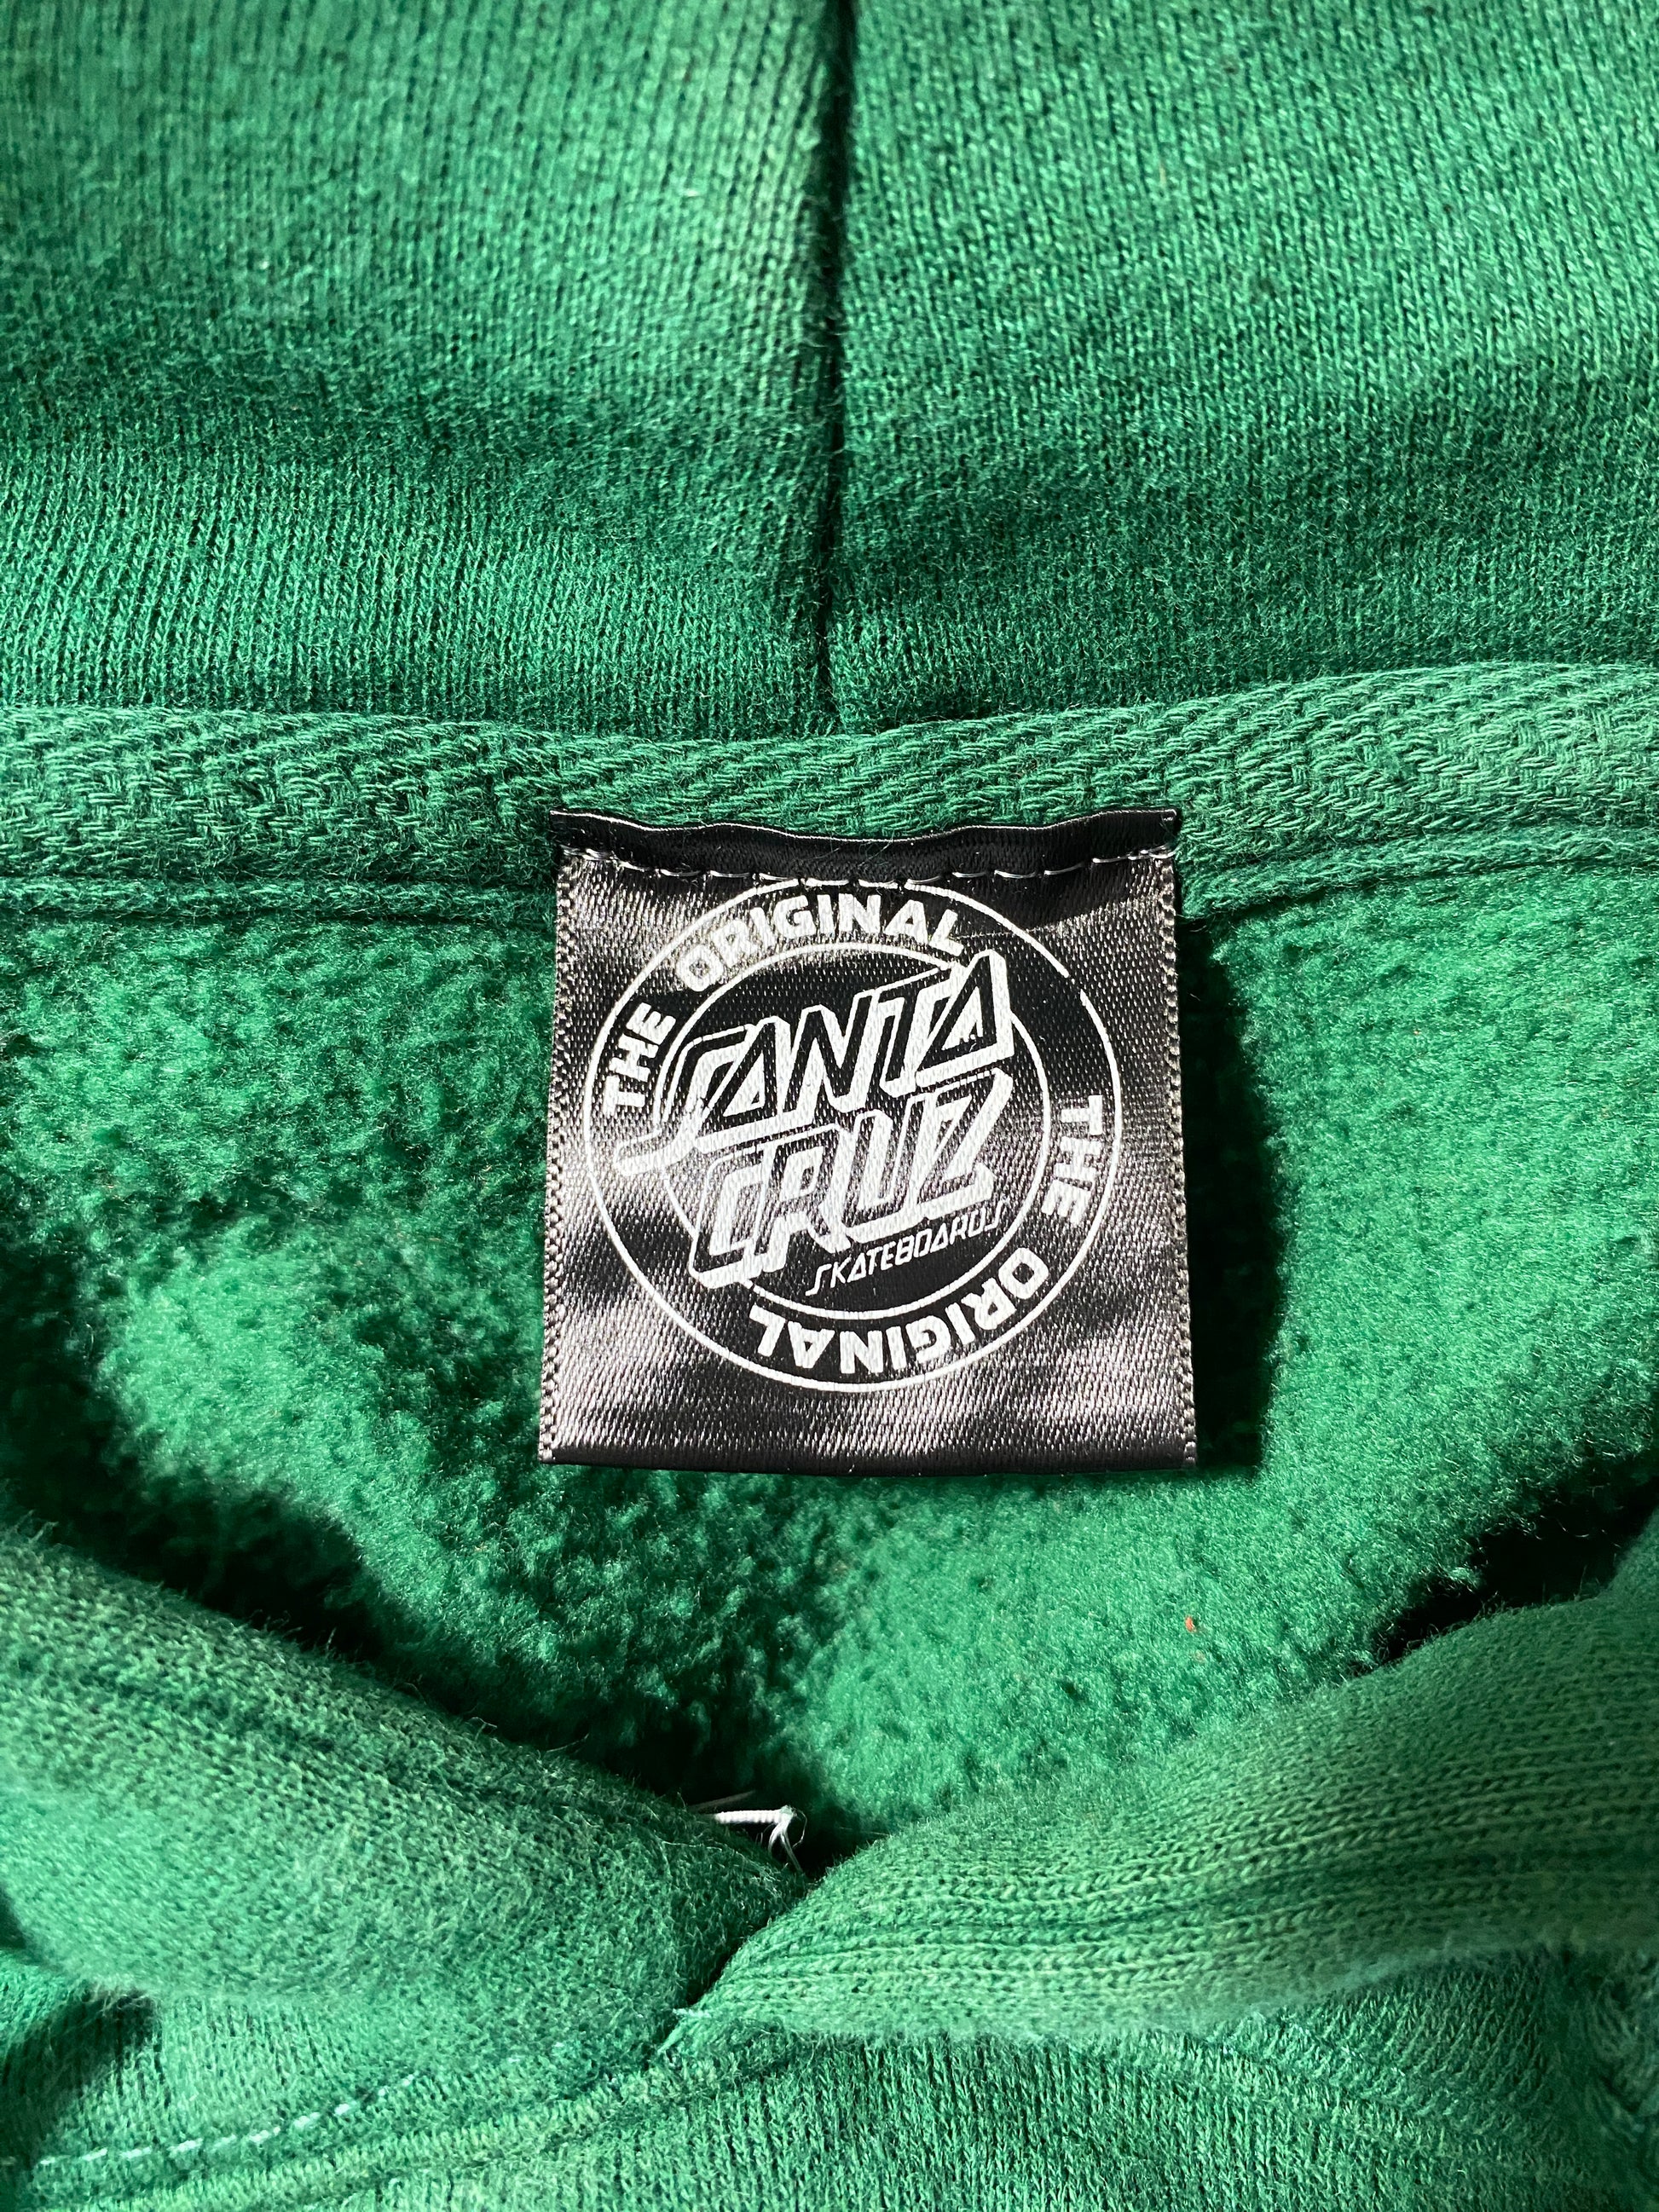 THE ORIGINAL
SANTA
CRUZ
SKATEBOARDS
THE ORIGINAL